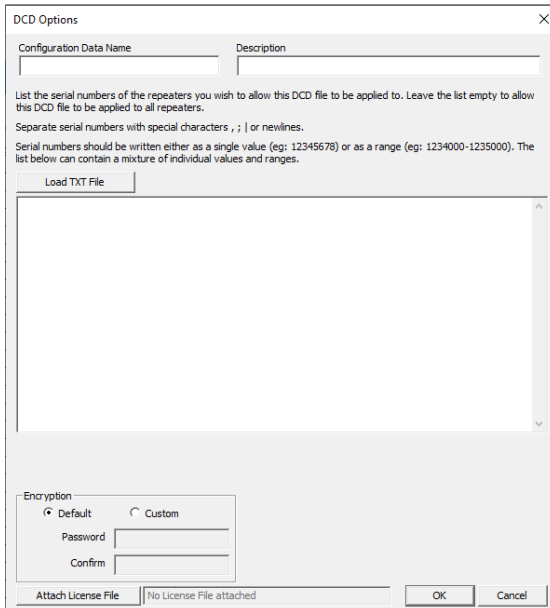 DCD Options
Configuration Data Name Description
List the serial numbers of the repeaters you wish to allow this DCD file to be applied to. Leave the list empty to allow
this DCD file to be applied to all repeaters.
Separate serial numbers with special characters , ; | or newlines.
Serial numbers should be written either as a single value (eg: 12345678) or as a range (eg: 1234000-1235000). The
list below can contain a mixture of individual values and ranges.
Load TXT File
Encryption
Default Custom
Password
Confirm
Attach License File No License File attached OK Cancel